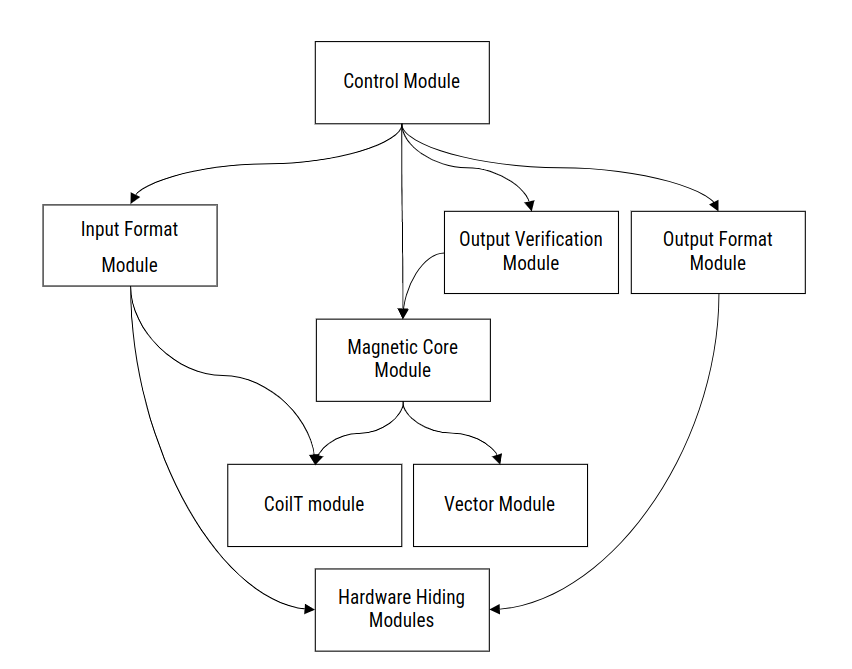 Control Module
Input Format
Module
Output Verification
Module
Output Format
Module
Magnetic Core
Module
CoilT module
Vector Module
Hardware Hiding
Modules